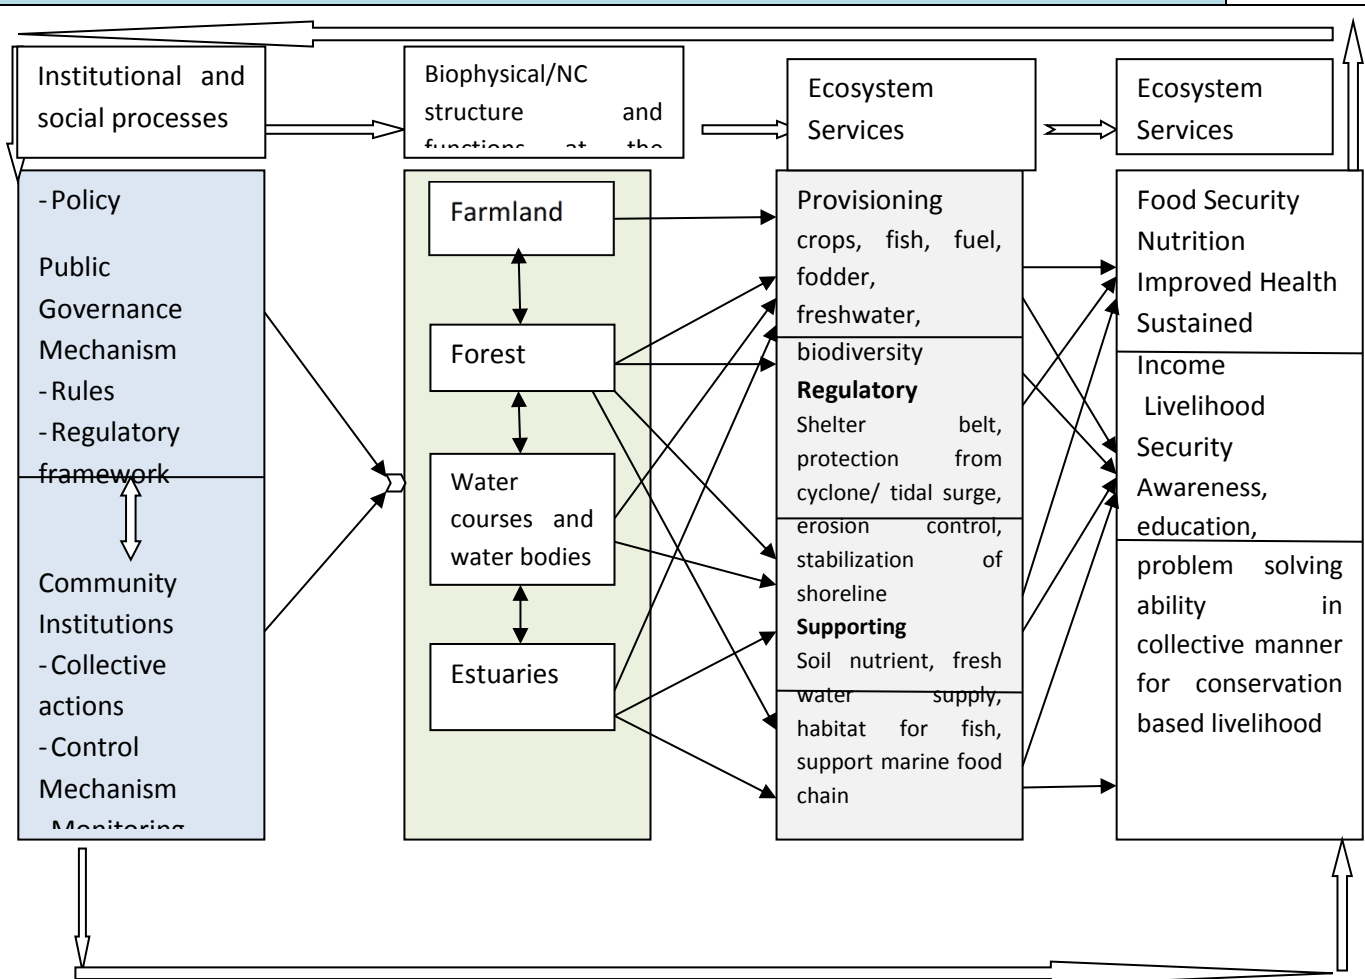 Institutional and
social processes
Biophysical/NC
structure and
functions at the
Ecosystem
Services
Ecosystem
Services
-Policy
Public
Governance
Mechanism
-Rules
-Regulatory
framework
Community
Institutions
-Collective
actions
-Control
Mechanism
-Monitoring
Farmland
Forest
Water
courses and
water bodies
Estuaries
Provisioning
crops, fish, fuel,
fodder,
freshwater,
biodiversity
Regulatory
Shelter belt,
protection from
cyclone/ tidal surge,
erosion control,
stabilization of
shoreline
Supporting
Soil nutrient, fresh
water supply,
habitat for fish,
support marine food
chain
Food Security
Nutrition
Improved Health
Sustained
Income
Livelihood
Security
Awareness,
education,
problem solving
ability in
collective manner
for conservation
based livelihood